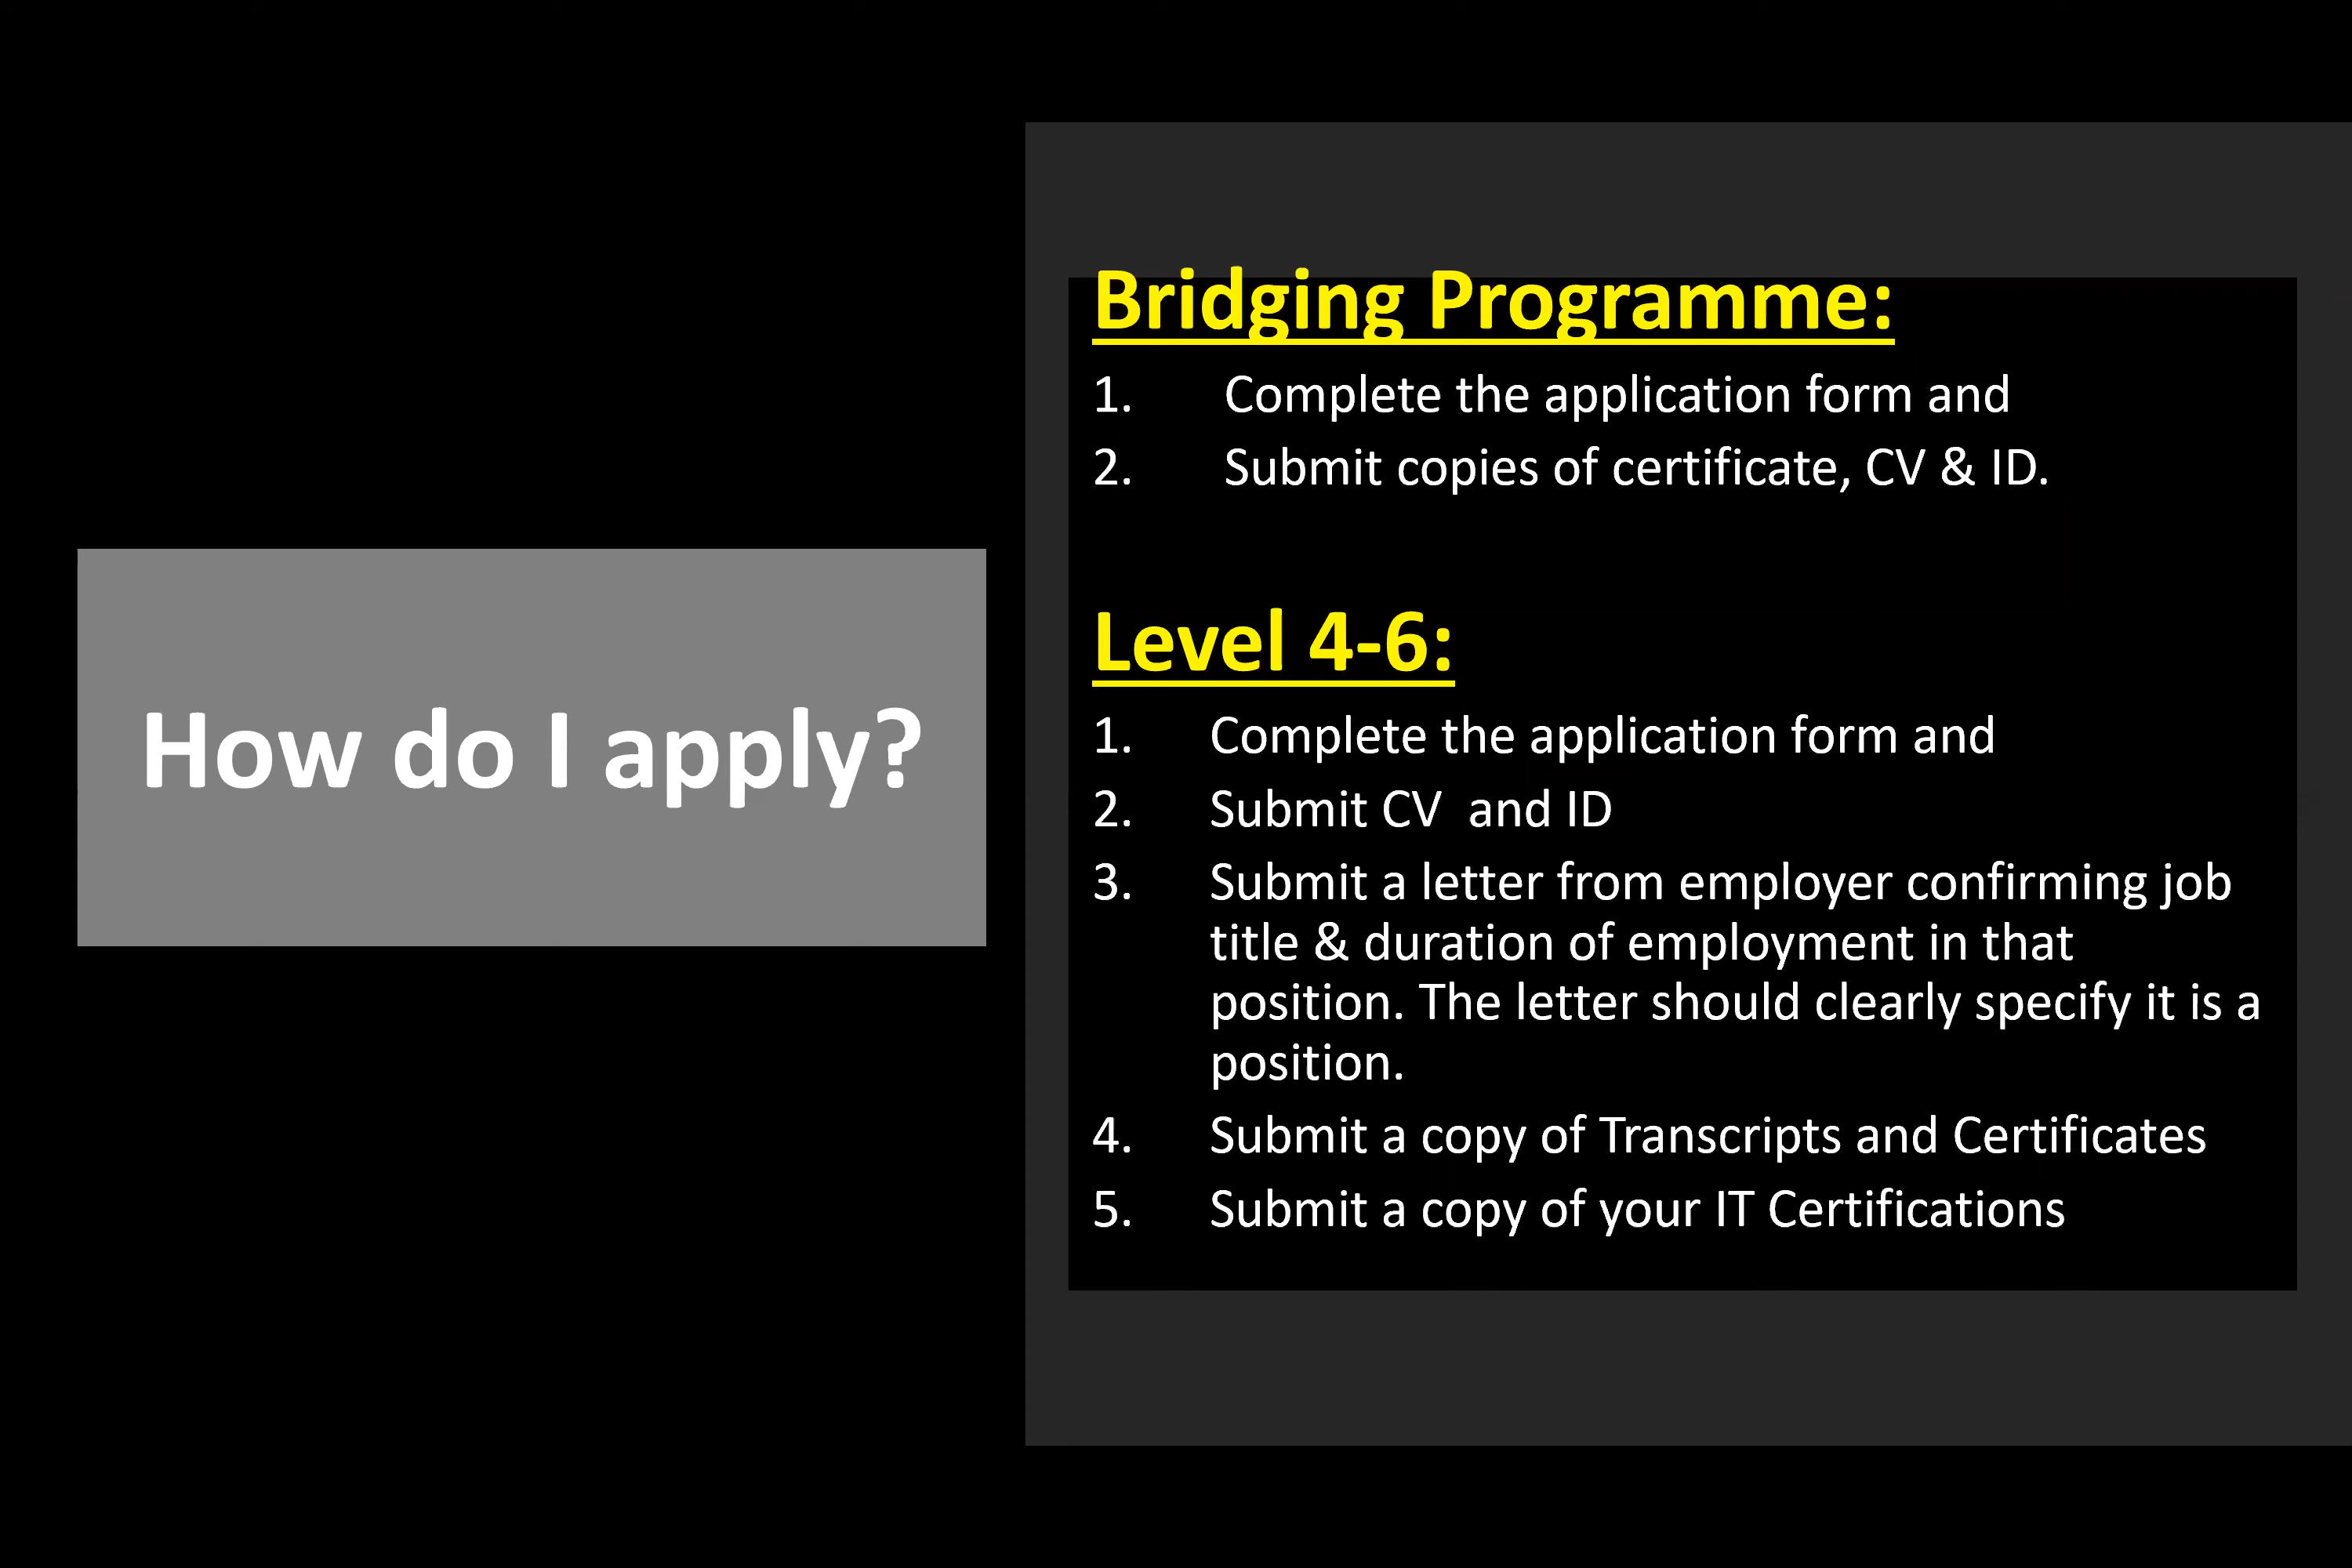 How do I apply?
Bridging Programme:
1. Complete the application form and
2. Submit copies of certificate, CV & ID.
Level 4-6:
1. Complete the application form and
2. Submit CV  and ID
3. Submit a letter from employer confirming job
title & duration of employment in that
position. The letter should clearly specify it is a
position.
4. Submit a copy of Transcripts and Certificates
5. Submit a copy of your IT Certifications